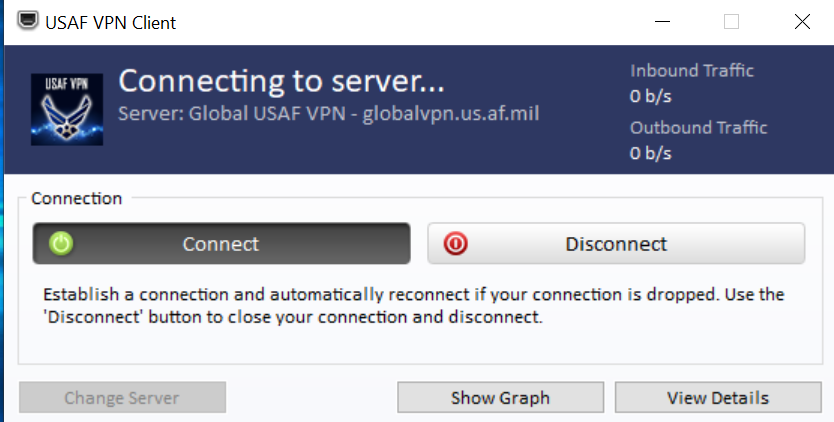 USAF VPN Client
USAF VPN
Connecting to server...
Server: Global USAF VPN - globalvpn.us.af.mil
Inbound Traffic
0 b/s
Outbound Traffic
0 b/s
Connection
Connect
Disconnect
Establish a connection and automatically reconnect if your connection is dropped. Use the
'Disconnect' button to close your connection and disconnect.
Change Server
Show Graph
View Details